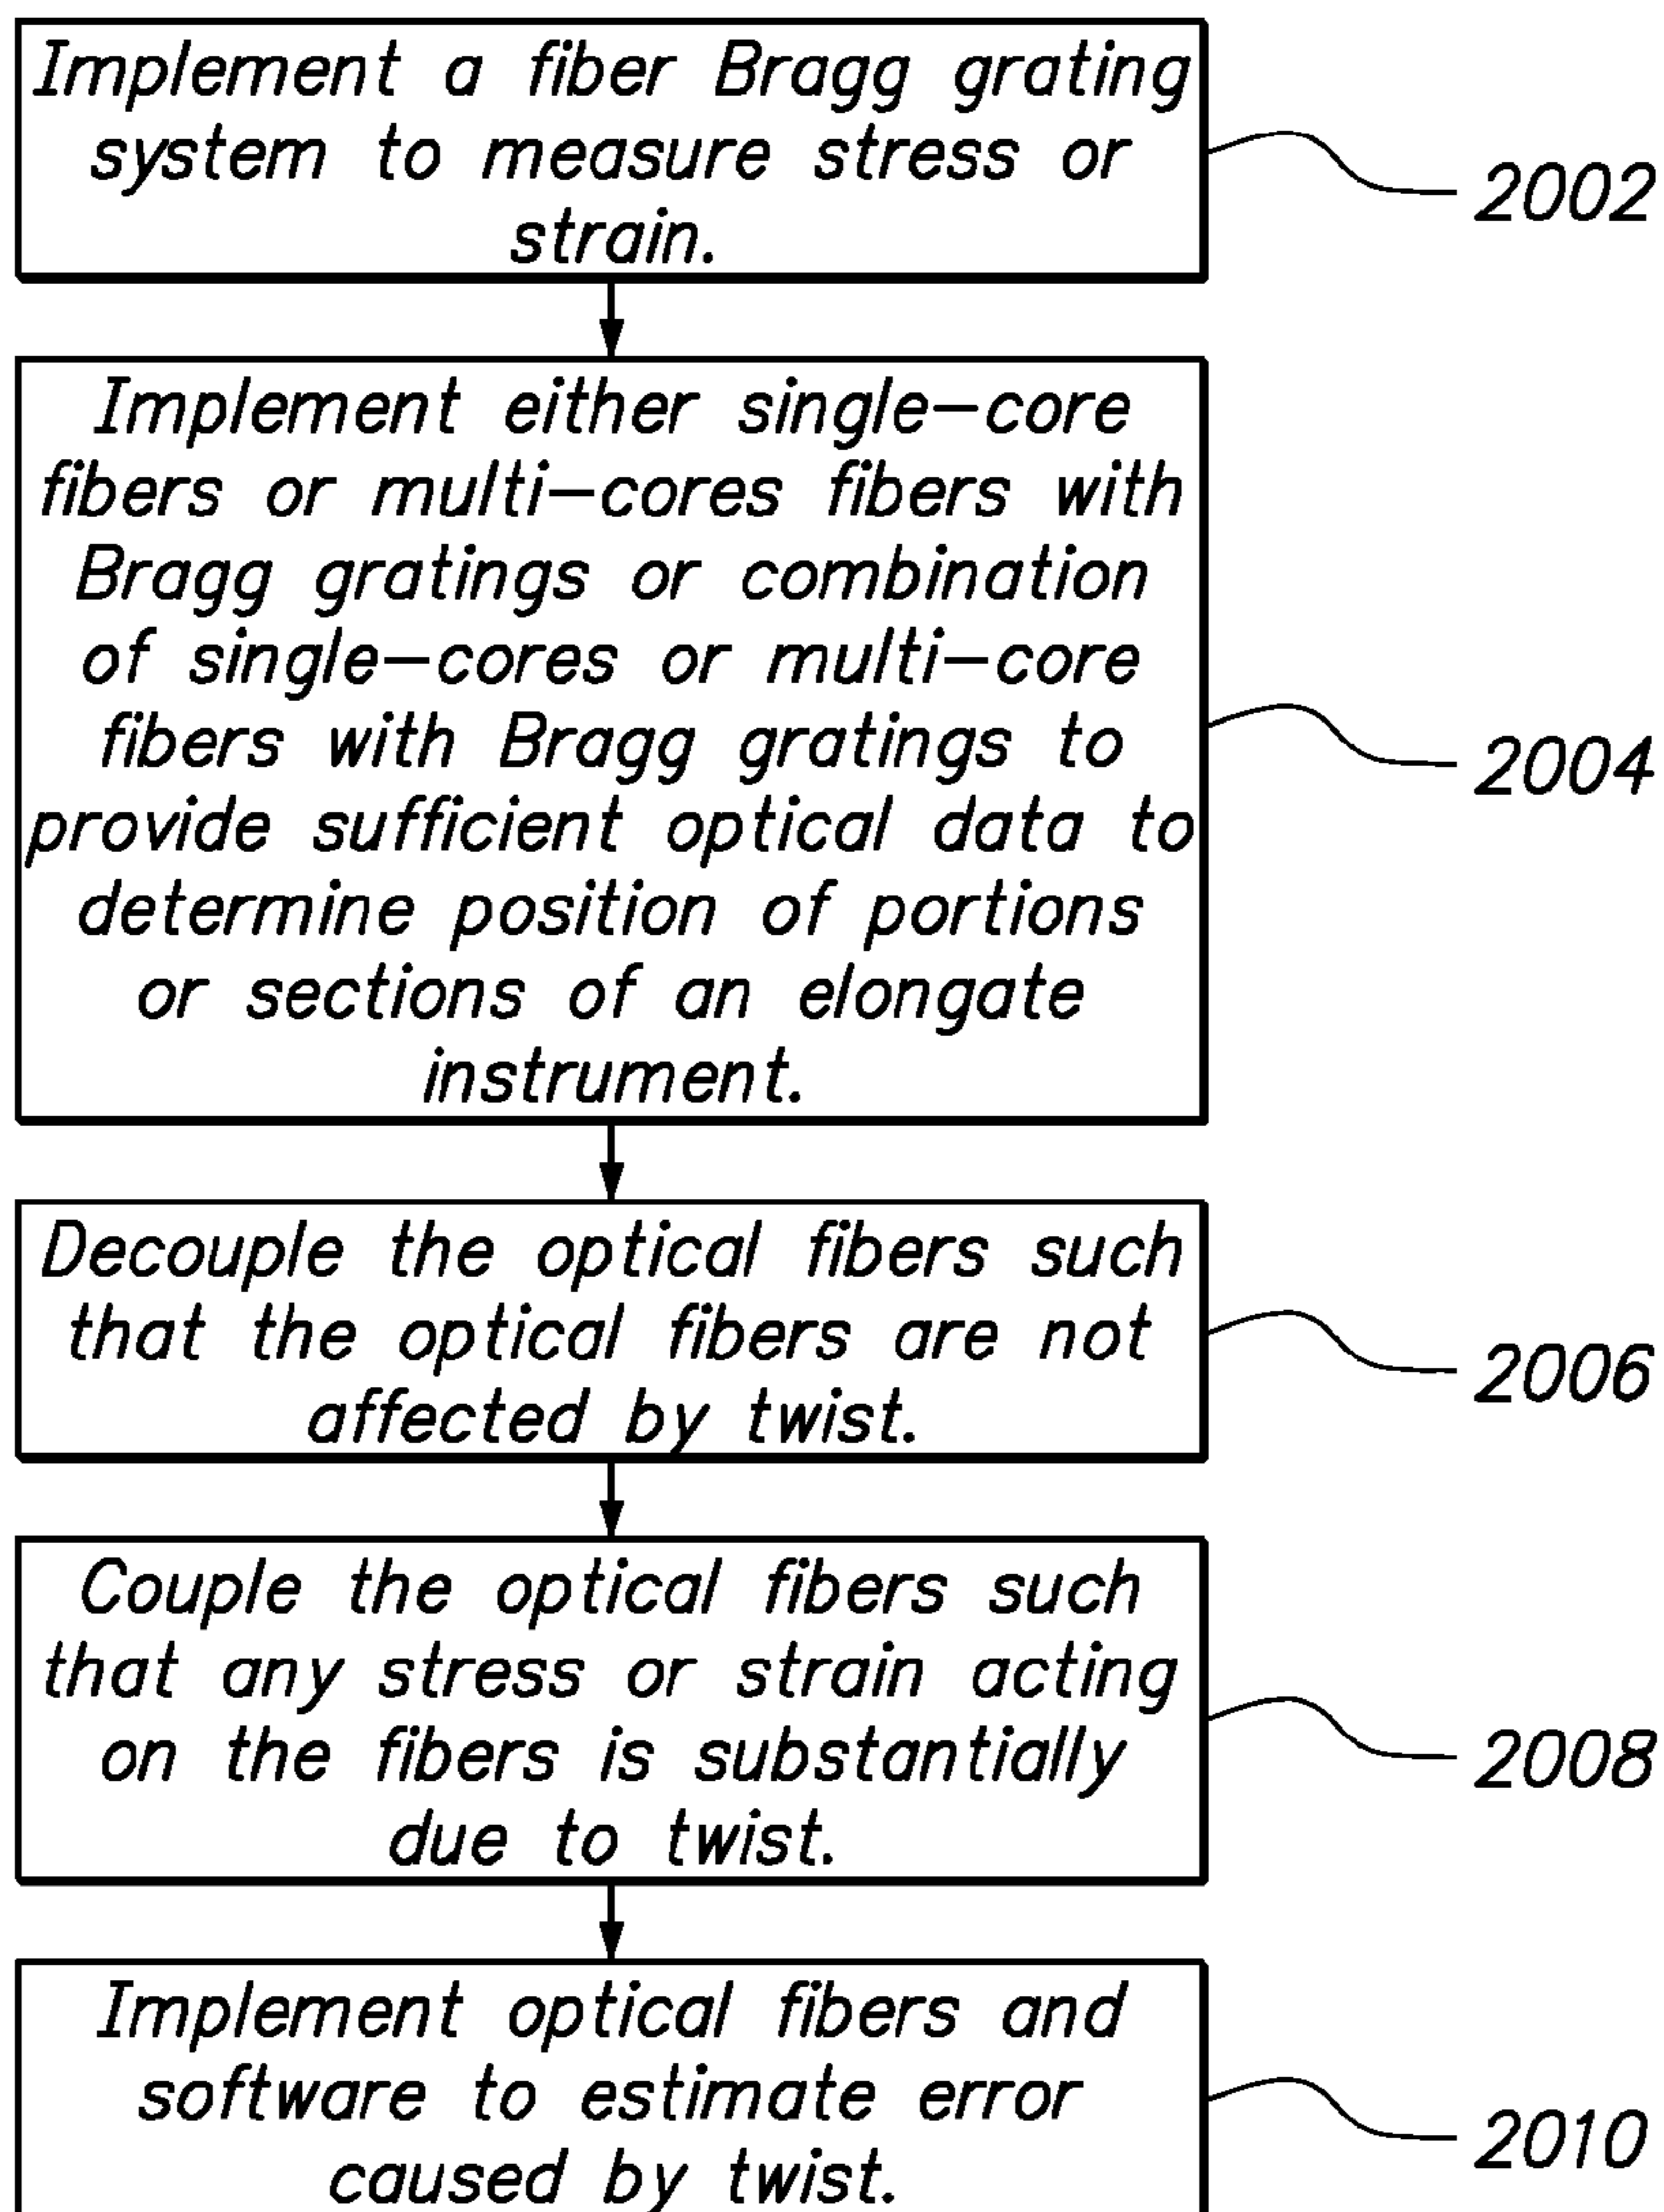 Implement a fiber Bragg grating
system to measure stress or
strain.
2002
Implement either single-core
fibers or multi-cores fibers with
Bragg gratings or combination
of single-cores or multi-core
fibers with Bragg gratings to
provide sufficient optical data to
determine position of portions
or sections of an elongate
instrument.
2004
Decouple the optical fibers such
that the optical fibers are not
affected by twist.
2006
Couple the optical fibers such
that any stress or strain acting
on the fibers is substantially
due to twist.
2008
Implement optical fibers and
software to estimate error
caused by twist.
2010